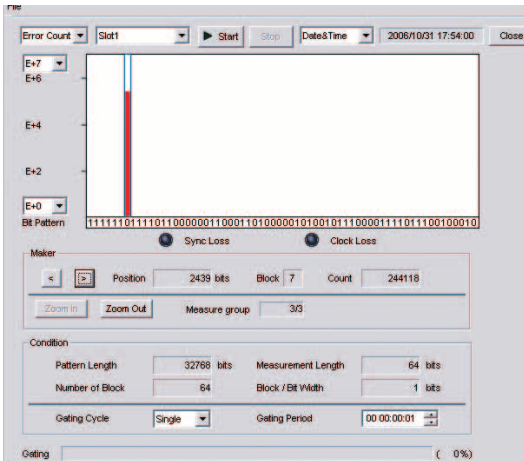 File
Error Count Slot1 Start Stop Date&Time 2006/10/31 17:54:00 Close
E+7
E+6
E+4
E+2
E+0
Bit Pattern 1111111011110110000000110001101000001010010111000011110111001000010
Sync Loss Clock Loss
Maker
< > Position 2439 bits Block 7 Count 244118
Zoom In Zoom Out Measure group 3/3
Condition
Pattern Length 32768 bits Measurement Length 64 bits
Number of Block 64 Block / Bit Width 1 bits
Gating Cycle Single Gating Period 00 00:00:01
Gating ( 0%)